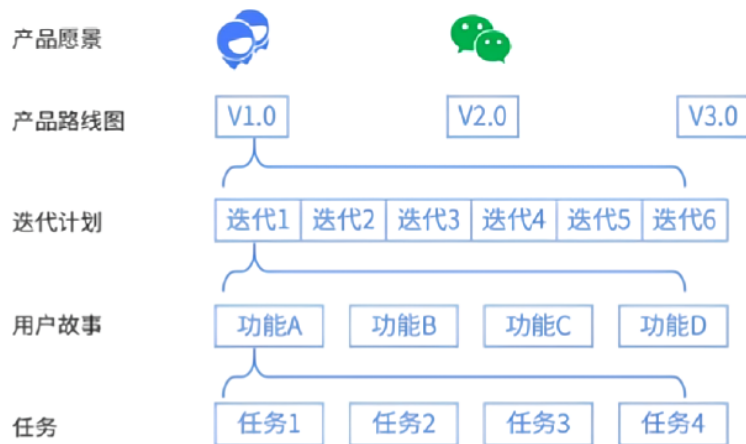 产品愿景
产品路线图 V1.0 V2.0 V3.0
迭代计划 迭代1 迭代2 迭代3 迭代4 迭代5 迭代6
用户故事 功能A 功能B 功能C 功能D
任务 任务1 任务2 任务3 任务4